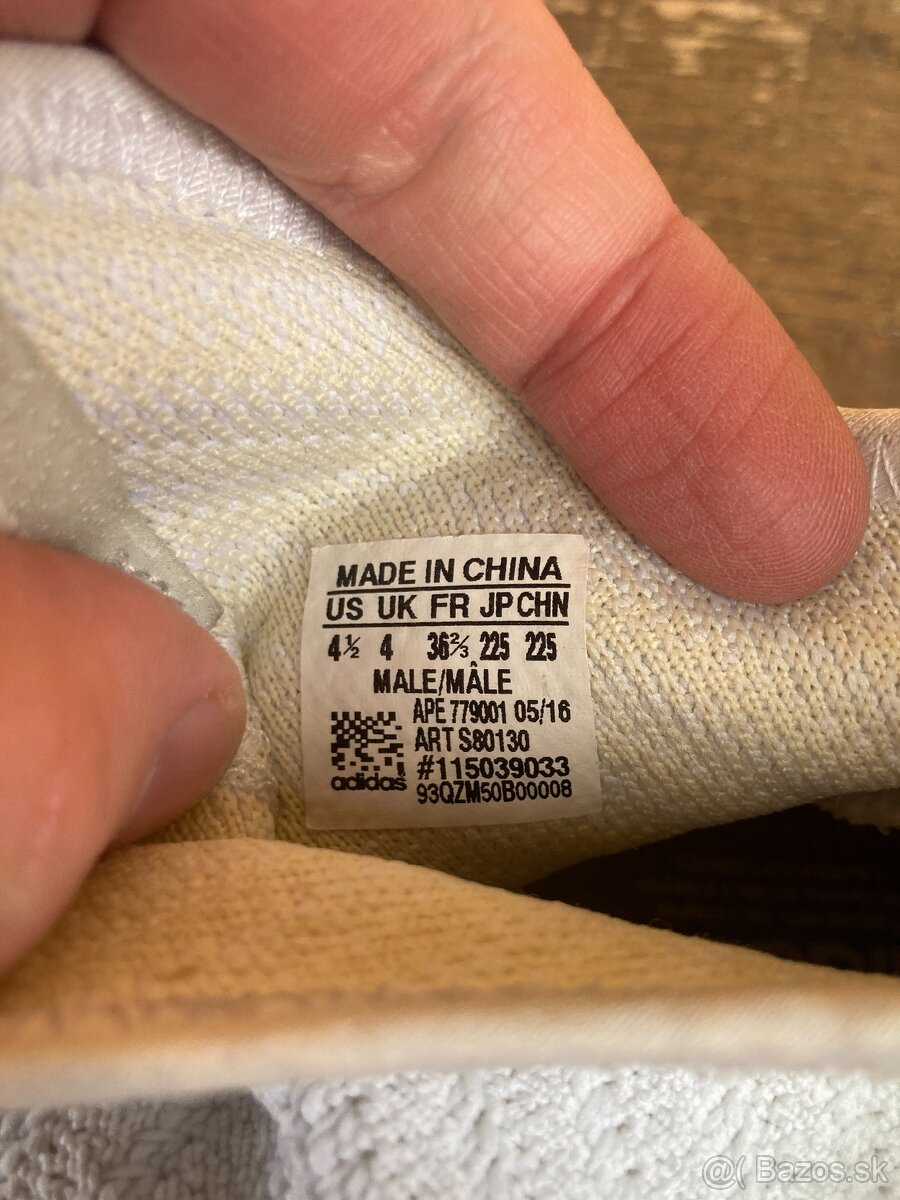 MADE IN CHINA
US UK FR JP CHN
4½ 4 36⅔ 225 225
MALE/MÂLE
APE 779001 05/16
ART S80130
#115039033
93QZM50B00008
adidas
@( Bazos.sk